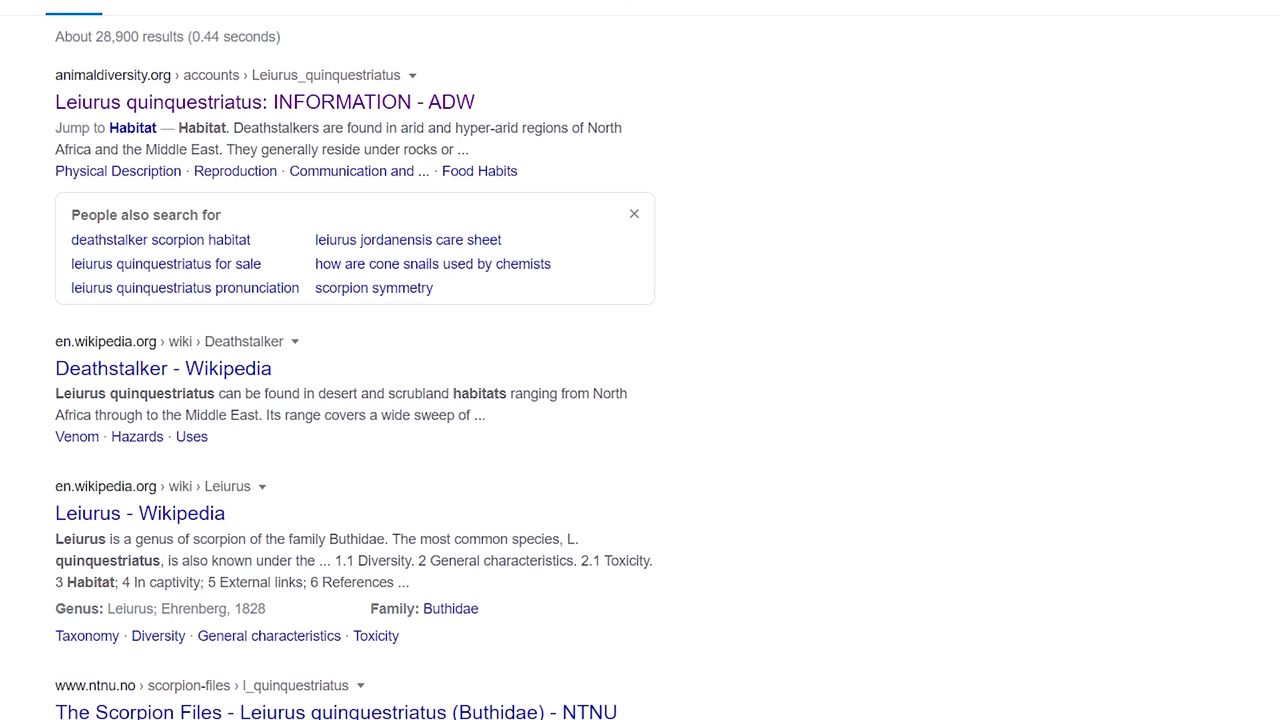 About 28,900 results (0.44 seconds)
animaldiversity.org › accounts › Leiurus_quinquestriatus
Leiurus quinquestriatus: INFORMATION - ADW
Jump to Habitat — Habitat. Deathstalkers are found in arid and hyper-arid regions of North
Africa and the Middle East. They generally reside under rocks or ...
Physical Description · Reproduction · Communication and ... · Food Habits
People also search for
deathstalker scorpion habitat
leiurus jordanensis care sheet
leiurus quinquestriatus for sale
how are cone snails used by chemists
leiurus quinquestriatus pronunciation
scorpion symmetry
en.wikipedia.org › wiki › Deathstalker
Deathstalker - Wikipedia
Leiurus quinquestriatus can be found in desert and scrubland habitats ranging from North
Africa through to the Middle East. Its range covers a wide sweep of ...
Venom · Hazards · Uses
en.wikipedia.org › wiki › Leiurus
Leiurus - Wikipedia
Leiurus is a genus of scorpion of the family Buthidae. The most common species, L.
quinquestriatus, is also known under the ... 1.1 Diversity. 2 General characteristics. 2.1 Toxicity.
3 Habitat; 4 In captivity; 5 External links; 6 References ...
Genus: Leiurus; Ehrenberg, 1828
Family: Buthidae
Taxonomy · Diversity · General characteristics · Toxicity
www.ntnu.no › scorpion-files › l_quinquestriatus
The Scorpion Files - Leiurus quinquestriatus (Buthidae) - NTNU